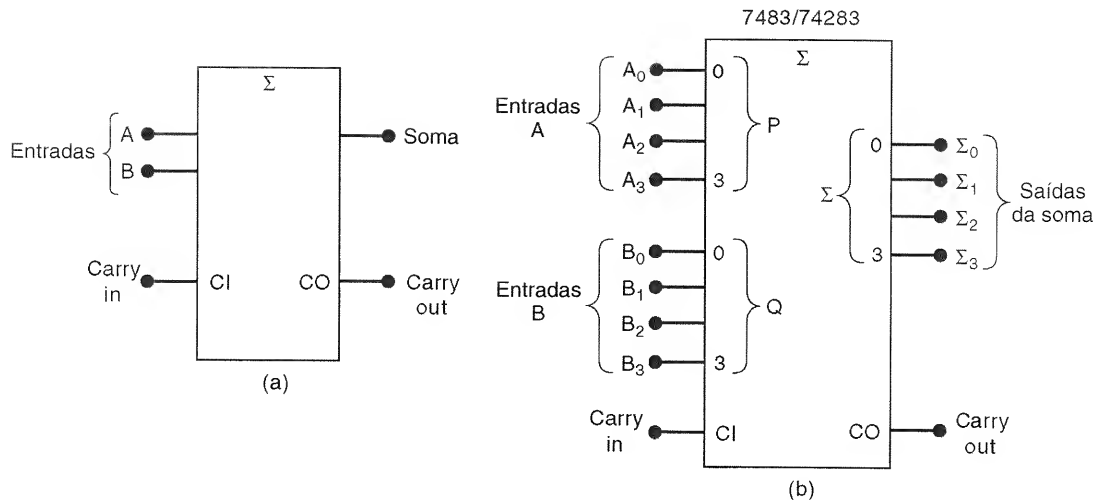 Σ
Entradas
A
B
Soma
Carry
in
CI
CO
Carry
out
(a)
7483/74283
Σ
Entradas
A
A0
A1
A2
A3
0
3
P
Entradas
B
B0
B1
B2
B3
0
3
Q
Σ
0
3
Σ0
Σ1
Σ2
Σ3
Saídas
da soma
Carry
in
CI
CO
Carry
out
(b)